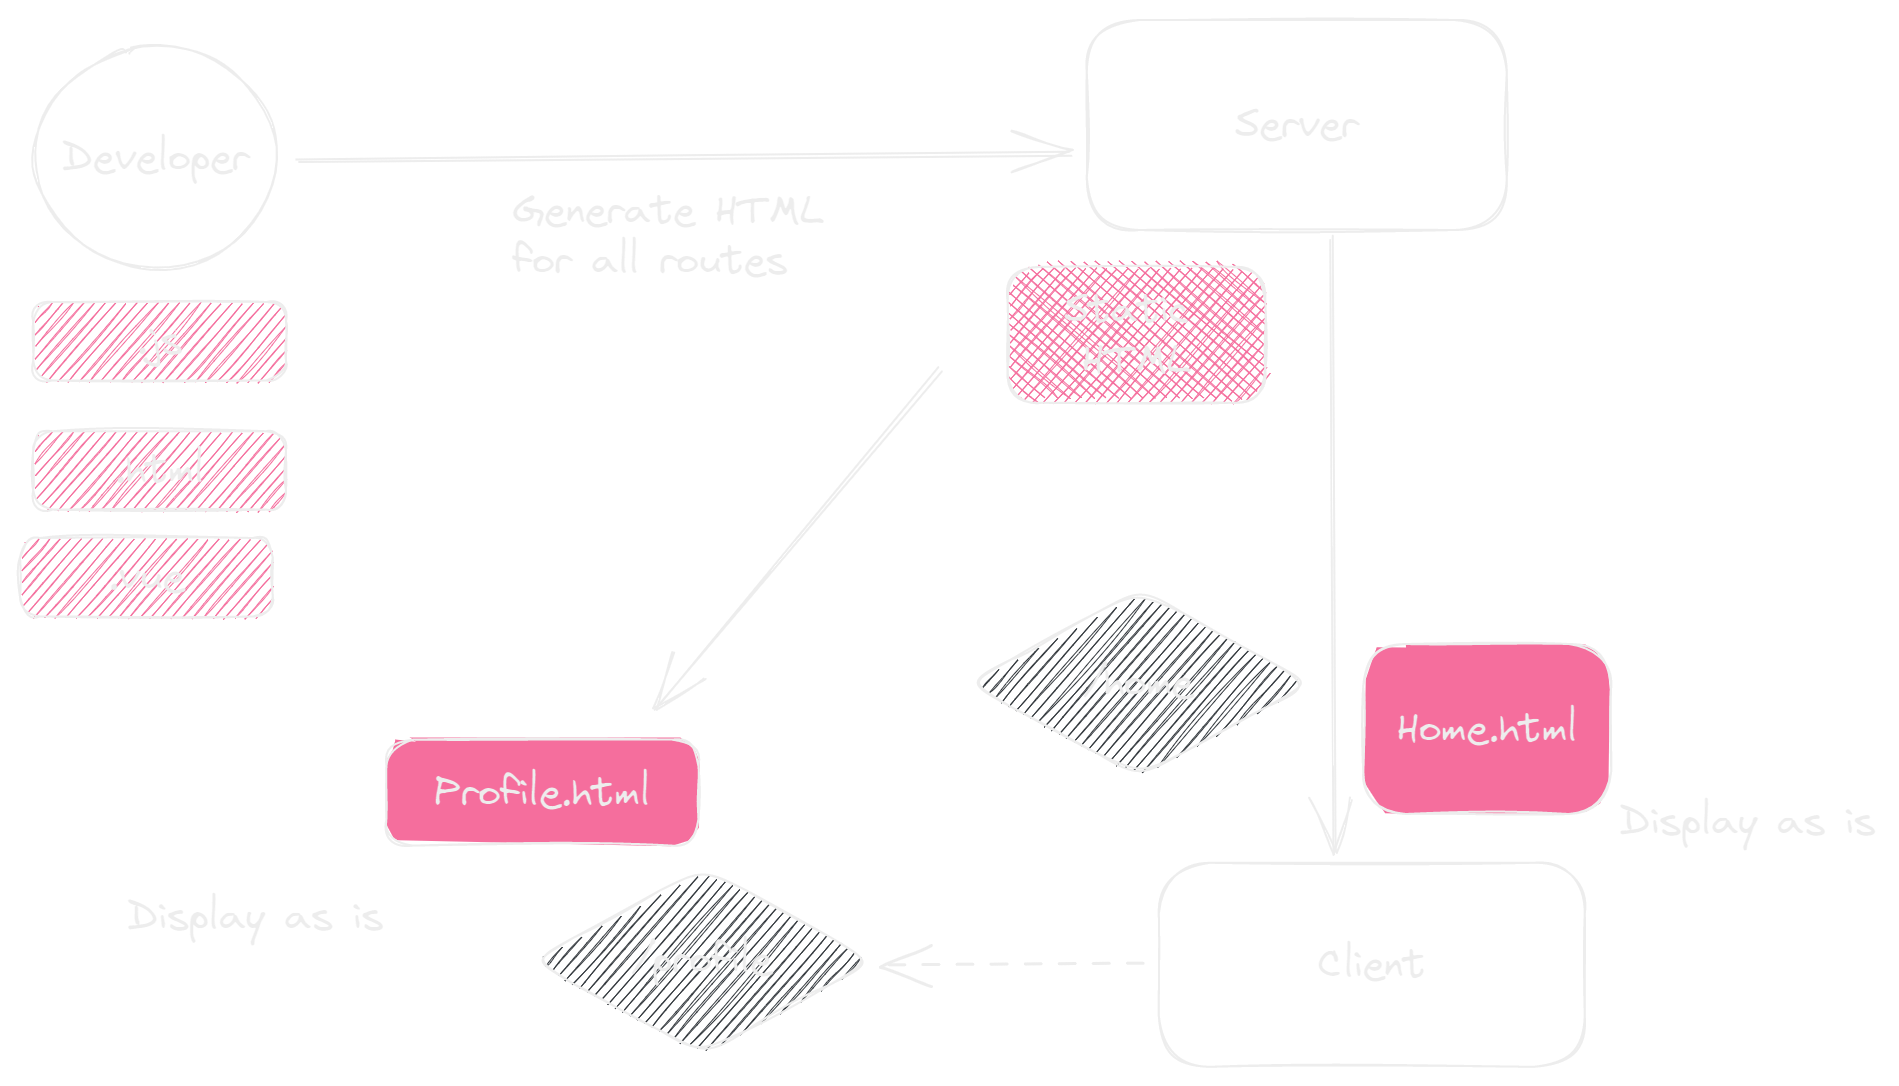 Developer
Server
Generate HTML
for all routes
Static
HTML
.js
.html
.vue
/home
Home.html
Profile.html
Display as is
Display as is
/profile
Client